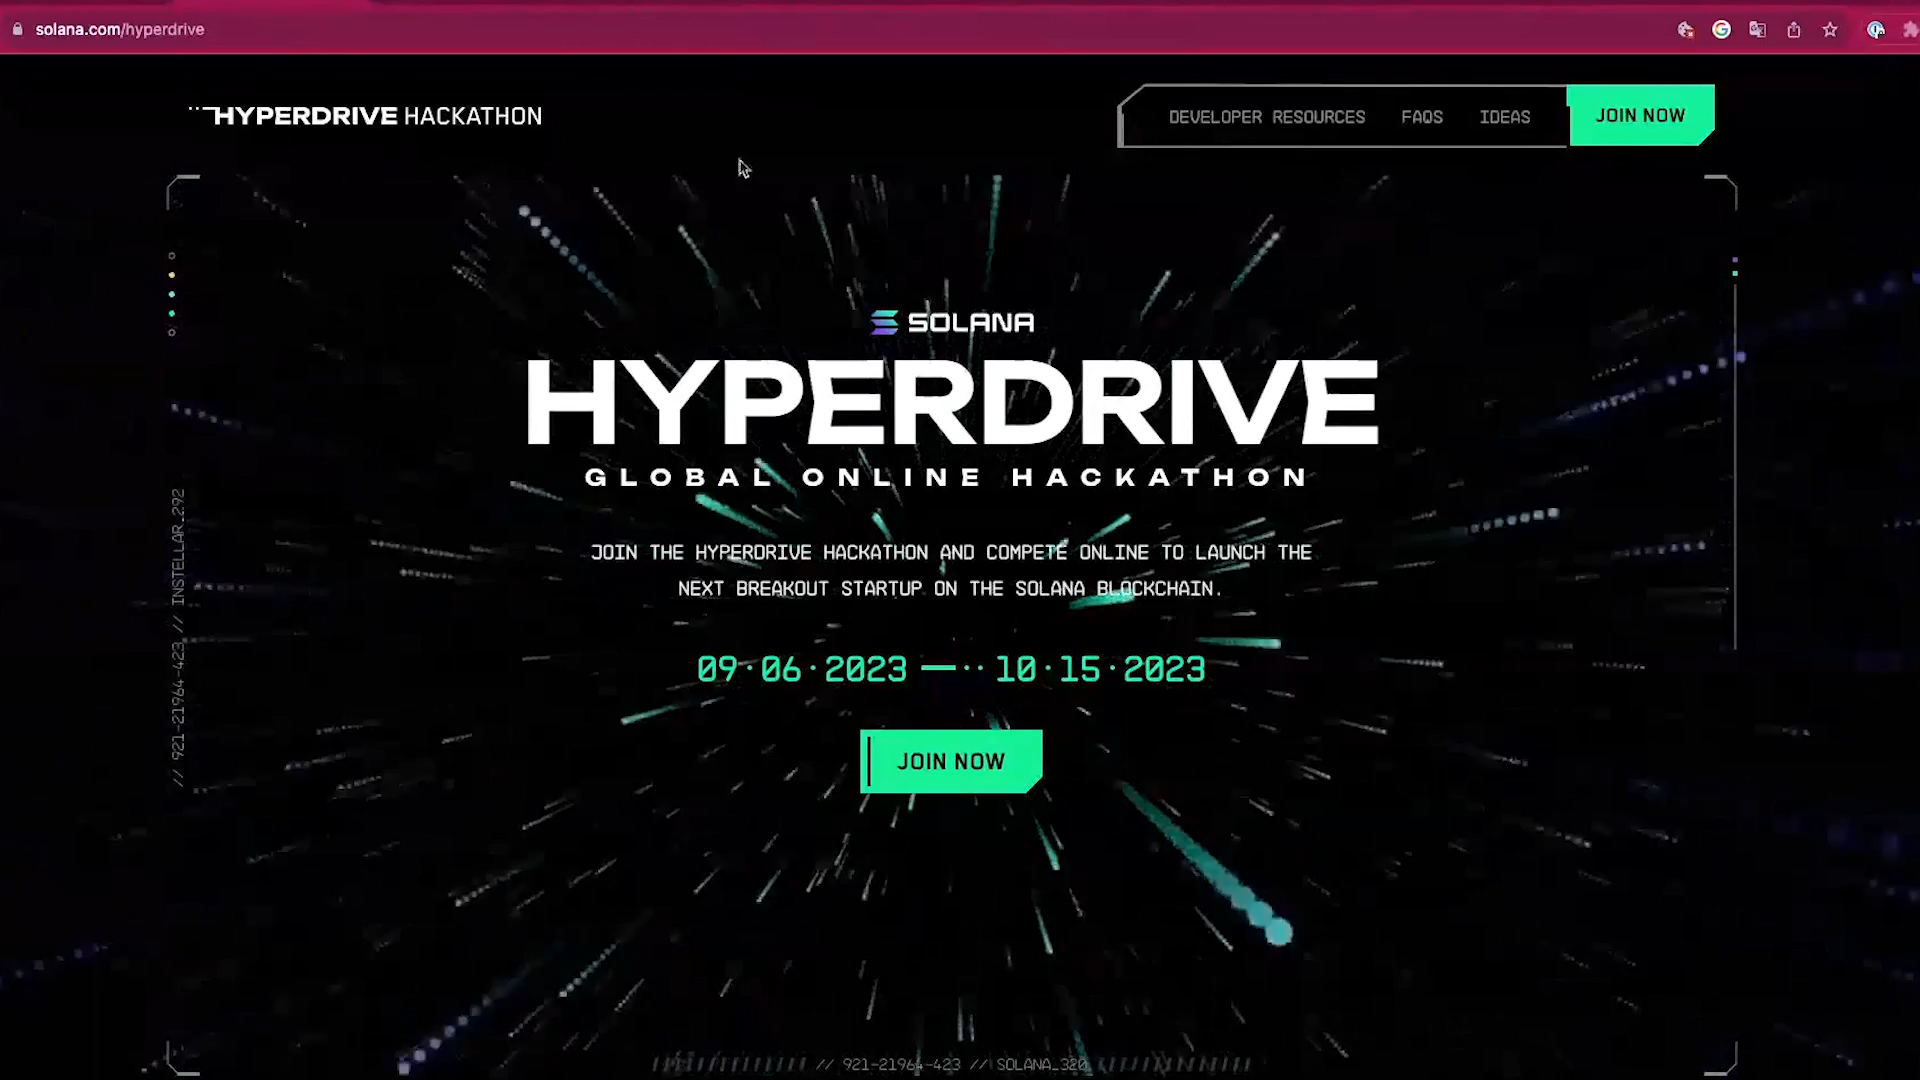 solana.com/hyperdrive
HYPERDRIVE HACKATHON
DEVELOPER RESOURCES FAQS IDEAS JOIN NOW
SOLANA
HYPERDRIVE
GLOBAL ONLINE HACKATHON
JOIN THE HYPERDRIVE HACKATHON AND COMPETE ONLINE TO LAUNCH THE
NEXT BREAKOUT STARTUP ON THE SOLANA BLOCKCHAIN.
09·06·2023 —·· 10·15·2023
JOIN NOW
// 921-21964-423 // INSTELLAR_292
// 921-21964-423 // SOLANA_320